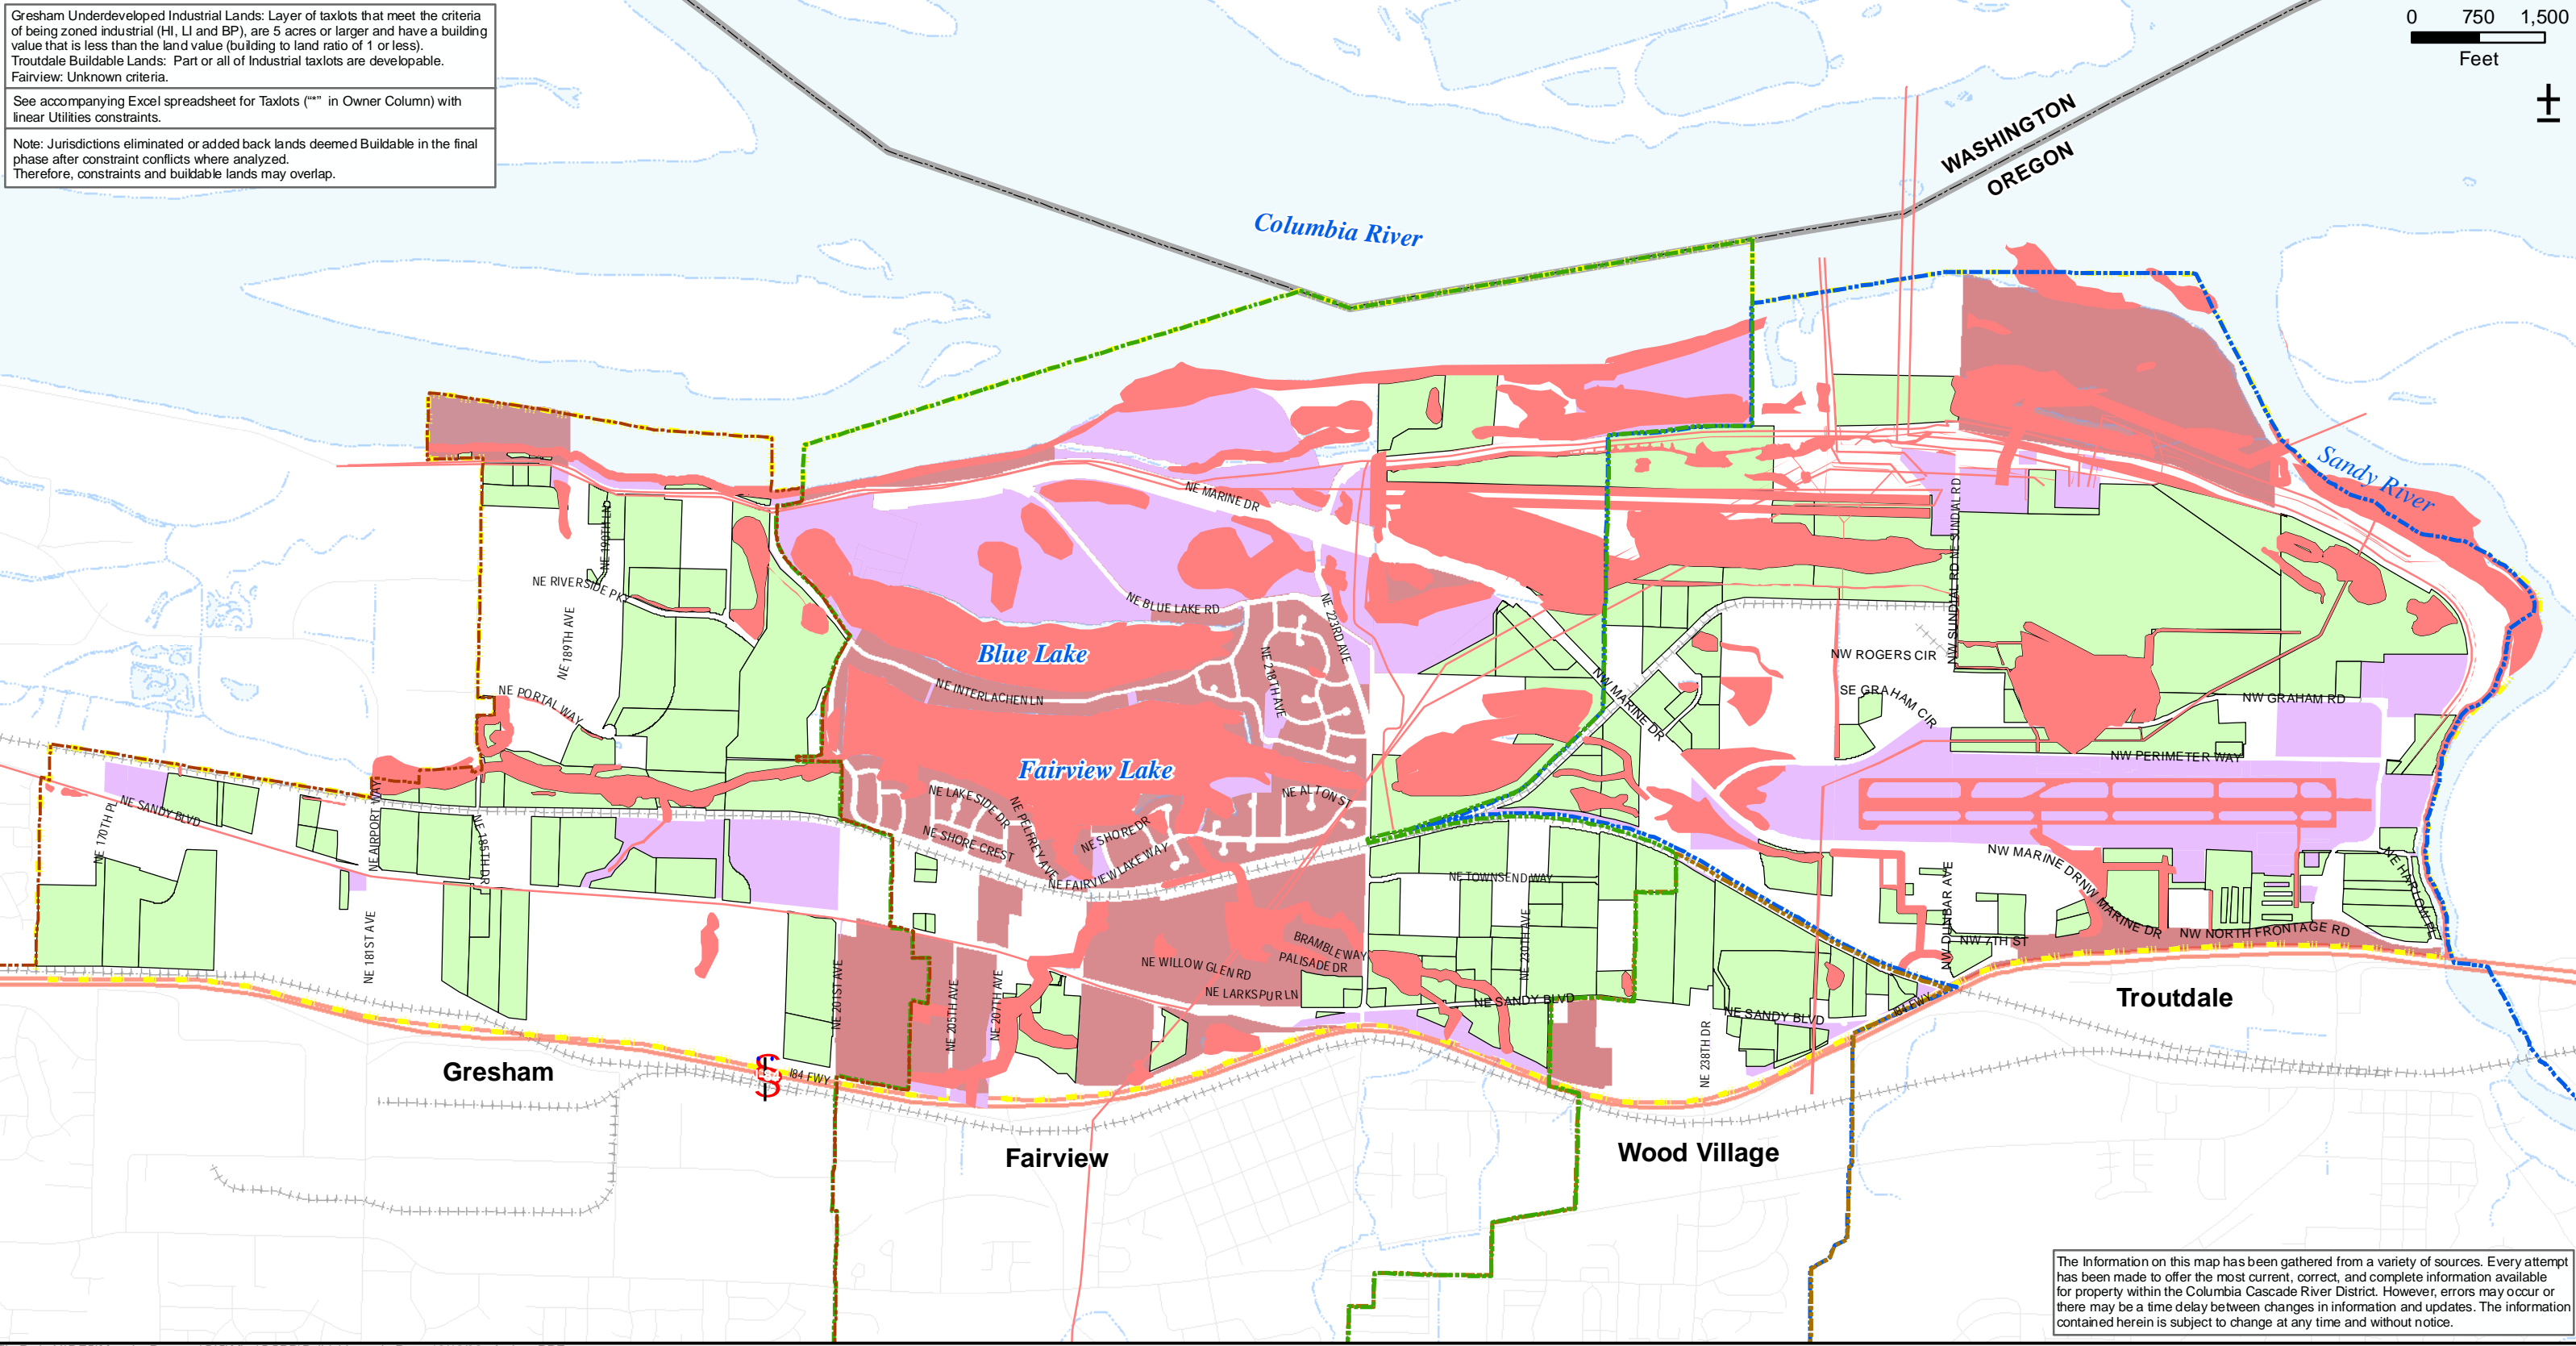 Gresham Underdeveloped Industrial Lands: Layer of taxlots that meet the criteria
of being zoned industrial (HI, LI and BP), are 5 acres or larger and have a building
value that is less than the land value (building to land ratio of 1 or less).
Troutdale Buildable Lands: Part or all of Industrial taxlots are developable.
Fairview: Unknown criteria.
See accompanying Excel spreadsheet for Taxlots ("*" in Owner Column) with
linear Utilities constraints.
Note: Jurisdictions eliminated or added back lands deemed Buildable in the final
phase after constraint conflicts where analyzed.
Therefore, constraints and buildable lands may overlap.
0 750 1,500
Feet
WASHINGTON
OREGON
Columbia River
Sandy River
NE MARINE DR
NE 190TH LN
NE RIVERSIDE PKY
NE 189TH AVE
NE BLUE LAKE RD
NE 223RD AVE
NE 218TH AVE
Blue Lake
NE INTERLACHEN LN
NE PORTAL WAY
NW SUNDIAL RD
NE SUNDIAL RD
NW ROGERS CIR
SE GRAHAM CIR
NW GRAHAM RD
NW MARINE DR
NW PERIMETER WAY
Fairview Lake
NE SANDY BLVD
NE 170TH PL
NE AIRPORT WAY
NE 185TH DR
NE LAKESIDE DR
NE PELFREY AVE
NE SHORE CREST
NE SHORE DR
NE ALTON ST
NE FAIRVIEW LAKE WAY
NE TOWNSEND WAY
NW MARINE DR
NW MARINE DR
NE HARLOW PL
NW DUNBAR AVE
NW 7TH ST
NW NORTH FRONTAGE RD
NE 181ST AVE
NE 201ST AVE
NE 205TH AVE
NE 207TH AVE
NE WILLOW GLEN RD
BRAMBLE WAY
PALISADE DR
NE LARKSPUR LN
NE 230TH AVE
NE SANDY BLVD
NE SANDY BLVD
I84 FWY
NE 238TH DR
I84 FWY
Troutdale
Gresham
Fairview
Wood Village
The Information on this map has been gathered from a variety of sources. Every attempt
has been made to offer the most current, correct, and complete information available
for property within the Columbia Cascade River District. However, errors may occur or
there may be a time delay between changes in information and updates. The information
contained herein is subject to change at any time and without notice.